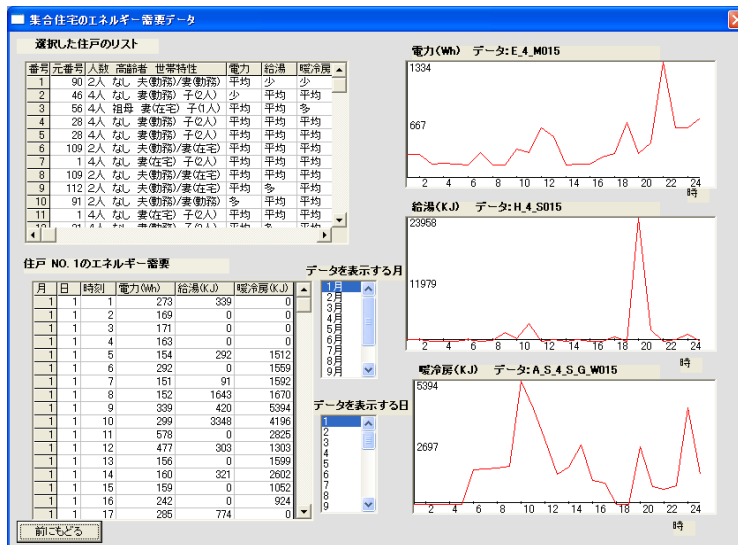 集合住宅のエネルギー需要データ
選択した住戸のリスト
番号 元番号 人数 高齢者 世帯特性 電力 給湯 暖冷房
1 90 2人 なし 夫(勤務)/妻(勤務) 平均 少 少
2 46 4人 なし 妻(勤務) 子(2人) 少 平均 平均
3 56 4人 祖母 妻(在宅) 子(1人) 平均 平均 多
4 28 4人 なし 妻(勤務) 子(2人) 平均 平均 平均
5 28 4人 なし 妻(勤務) 子(2人) 平均 平均 平均
6 109 2人 なし 夫(勤務)/妻(在宅) 平均 平均 平均
7 1 4人 なし 妻(在宅) 子(2人) 平均 平均 平均
8 109 2人 なし 夫(勤務)/妻(在宅) 平均 平均 平均
9 112 2人 なし 夫(勤務)/妻(在宅) 平均 多 平均
10 91 2人 なし 夫(勤務)/妻(勤務) 多 平均 平均
11 1 4人 なし 妻(在宅) 子(2人) 平均 平均 平均
住戸 NO. 1のエネルギー需要
月 日 時刻 電力(Wh) 給湯(KJ) 暖冷房(KJ)
1 1 1 273 339 0
1 1 2 169 0 0
1 1 3 171 0 0
1 1 4 163 0 0
1 1 5 154 292 1512
1 1 6 292 0 1559
1 1 7 151 91 1592
1 1 8 152 1643 1670
1 1 9 339 420 5394
1 1 10 299 3348 4196
1 1 11 578 0 2825
1 1 12 477 303 1303
1 1 13 156 0 1599
1 1 14 160 321 2602
1 1 15 159 0 1052
1 1 16 242 0 924
1 1 17 285 774 0
前にもどる
データを表示する月
1月
2月
3月
4月
5月
6月
7月
8月
9月
データを表示する日
1
2
3
4
5
6
7
8
9
電力(Wh) データ:E_4_M015
1334
667
2 4 6 8 10 12 14 16 18 20 22 24
時
給湯(KJ) データ:H_4_S015
23958
11979
2 4 6 8 10 12 14 16 18 20 22 24
時
暖冷房(KJ) データ:A_S_4_S_G_W015
5394
2697
2 4 6 8 10 12 14 16 18 20 22 24
時